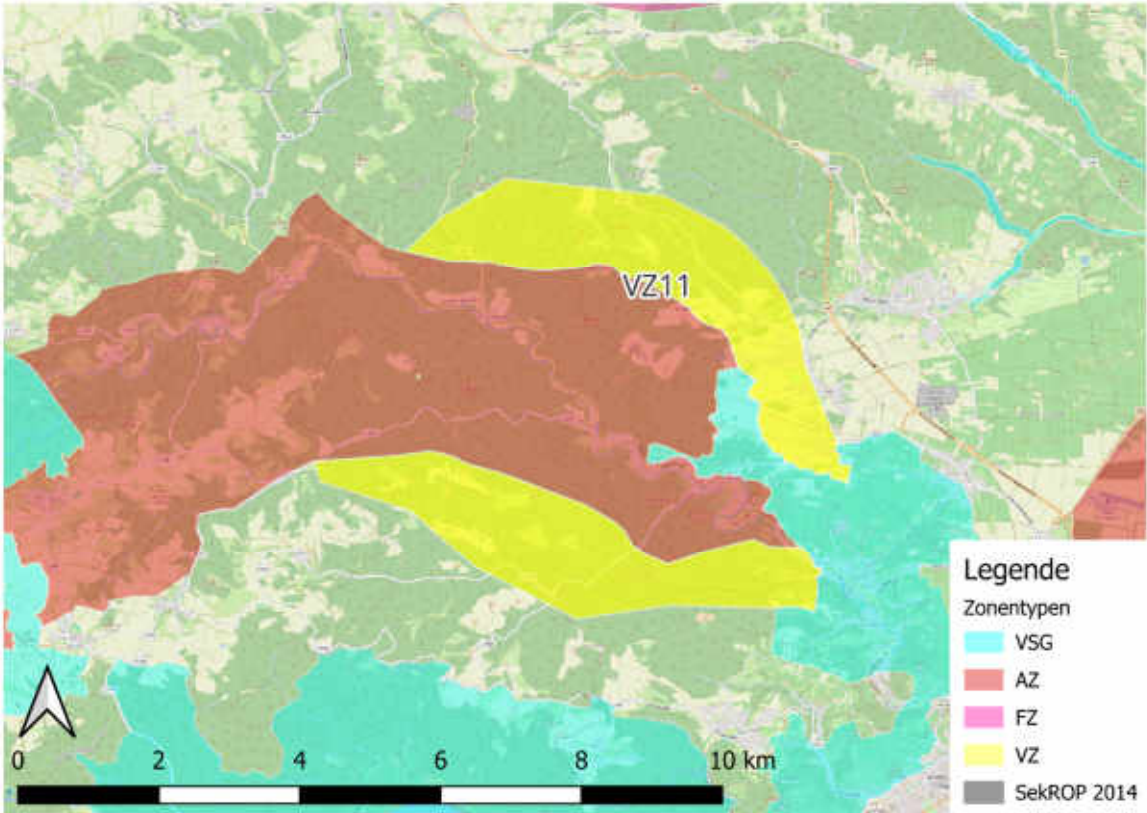 VZ11
Legende
Zonentypen
VSG
AZ
FZ
VZ
SekROP 2014
0 2 4 6 8 10 km